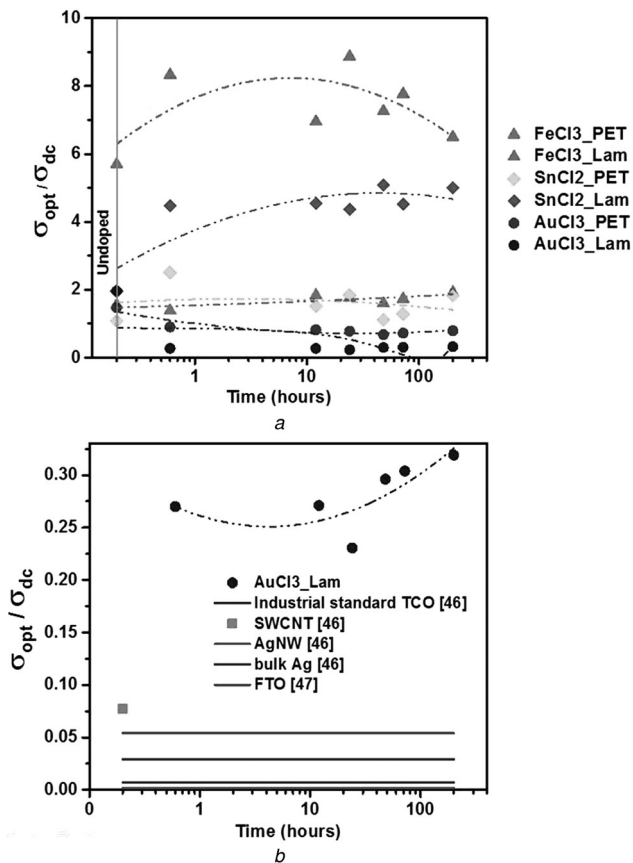 10
8
6
4
2
0
σopt/σdc
Undoped
1
10
100
Time (hours)
FeCl3_PET
FeCl3_Lam
SnCl2_PET
SnCl2_Lam
AuCl3_PET
AuCl3_Lam
a
0.30
0.25
0.20
0.15
0.10
0.05
0.00
σopt/σdc
AuCl3_Lam
Industrial standard TCO [46]
SWCNT [46]
AgNW [46]
bulk Ag [46]
FTO [47]
0
1
10
100
Time (hours)
b